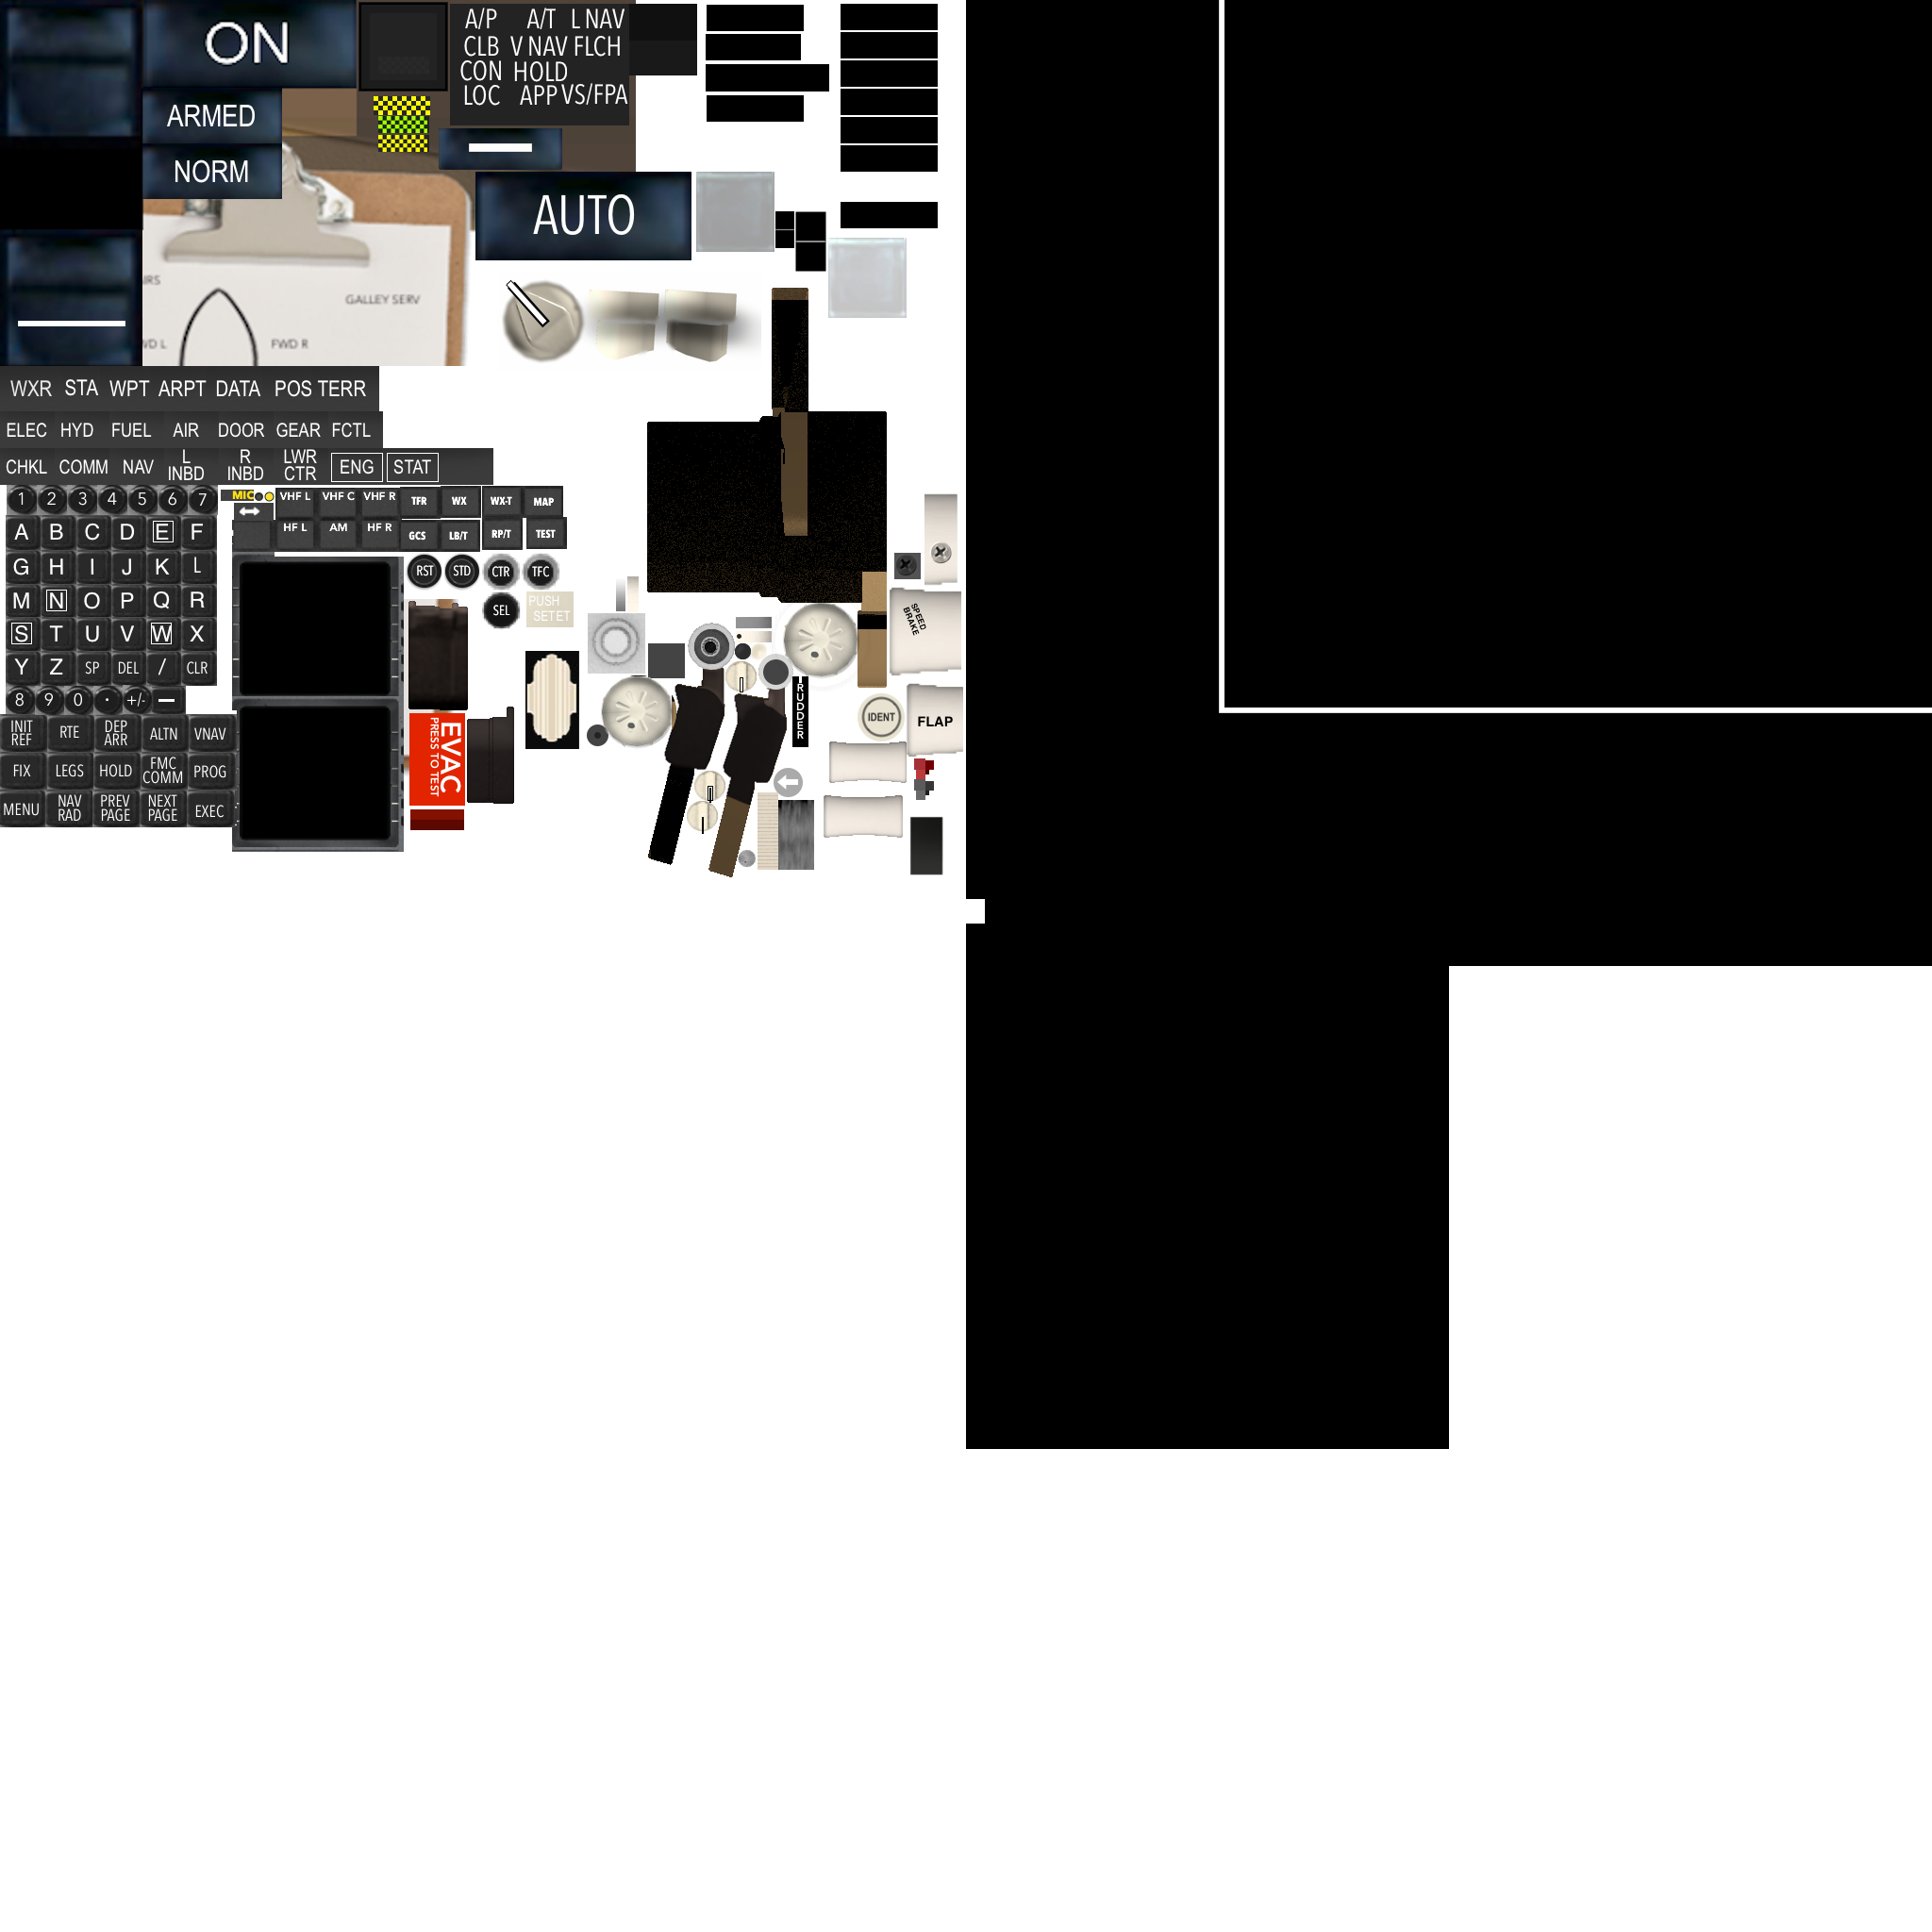 ON
A/P A/T L NAV
CLB V NAV FLCH
CON HOLD
LOC APP VS/FPA
ARMED
NORM
AUTO
GALLEY SERV
FWD R
WXR STA WPT ARPT DATA POS TERR
ELEC HYD FUEL AIR DOOR GEAR FCTL
CHKL COMM NAV L INBD R INBD LWR CTR ENG STAT
1 2 3 4 5 6 7
MIC
VHF L VHF C VHF R TFR WX WX-T MAP
HF L AM HF R GCS LB/T RP/T TEST
A B C D E F
G H I J K L
RST STD CTR TFC
M N O P Q R
SEL
PUSH
SETET
S T U V W X
SPEED
BRAKE
Y Z SP DEL / CLR
8 9 0 · +/- —
RUDDER
IDENT
FLAP
EVAC
PRESS TO TEST
INIT REF RTE DEP ARR ALTN VNAV
FIX LEGS HOLD FMC COMM PROG
MENU NAV RAD PREV PAGE NEXT PAGE EXEC